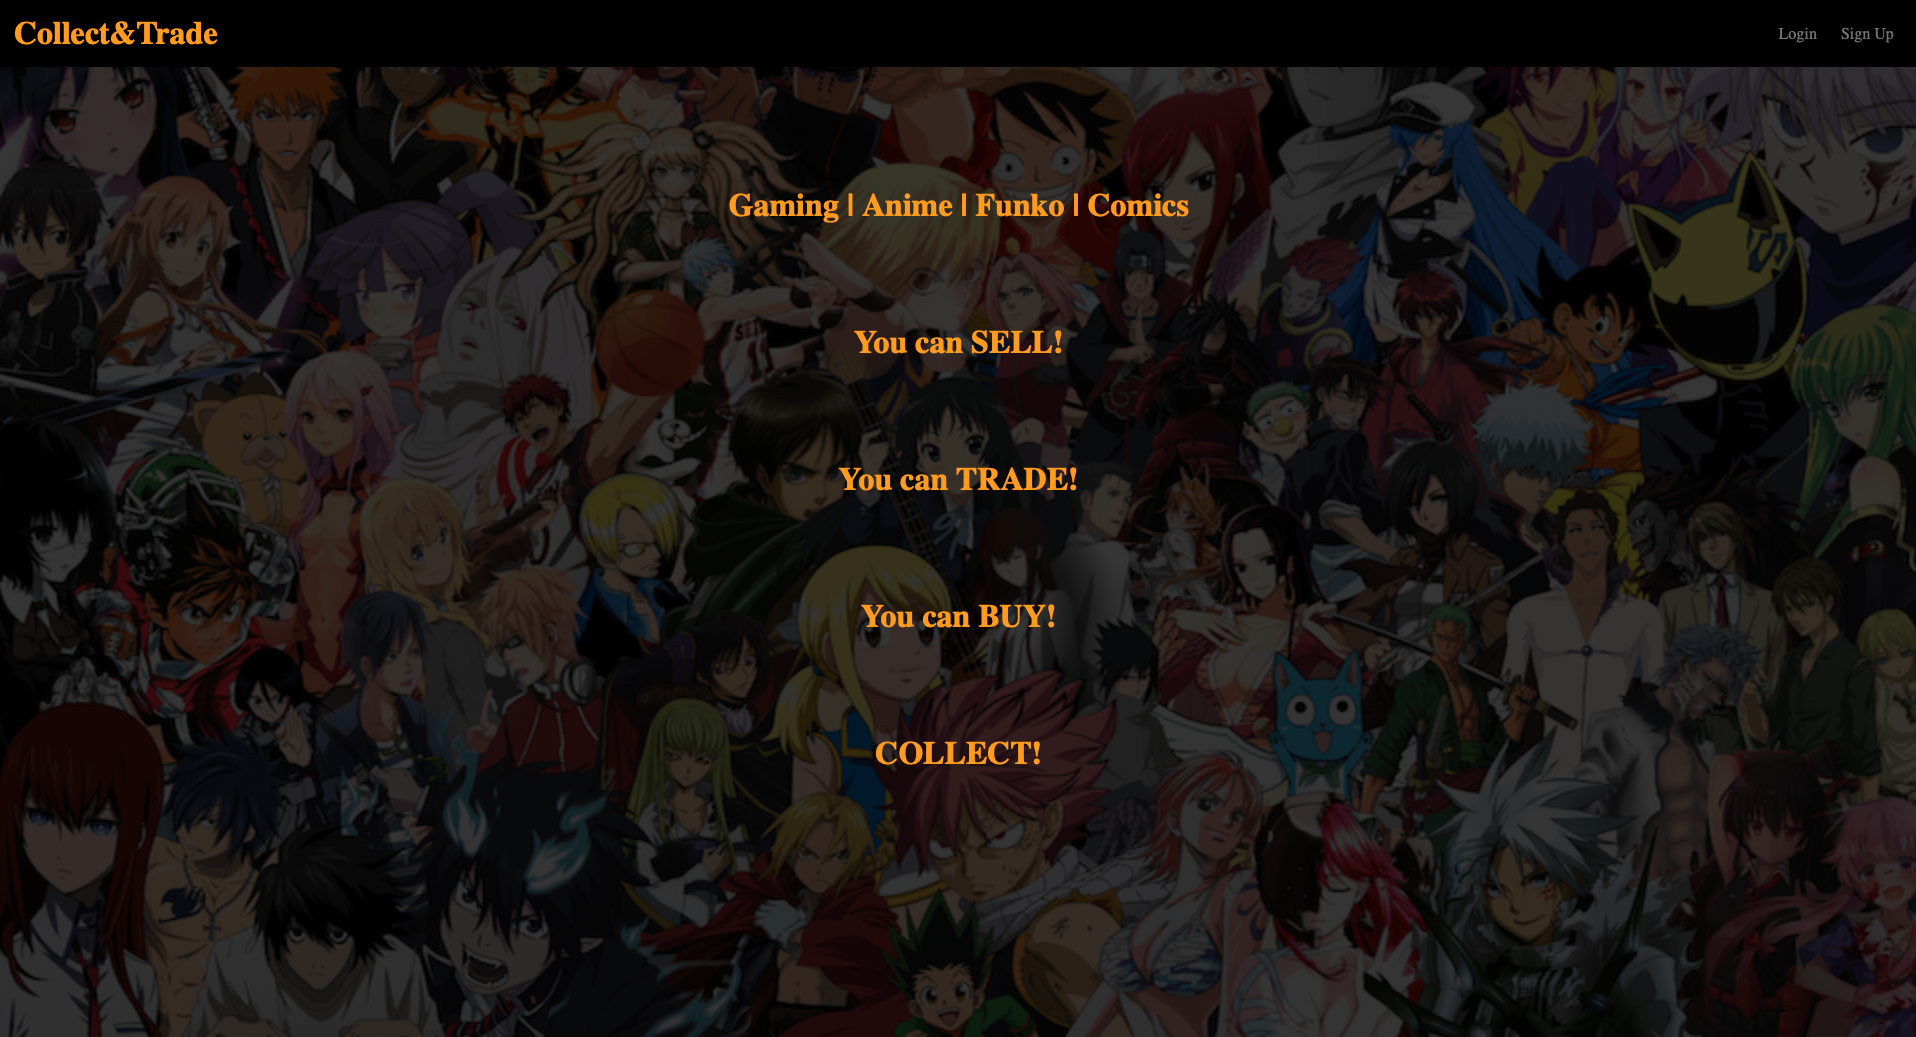 Collect&Trade
Login
Sign Up
Gaming | Anime | Funko | Comics
You can SELL!
You can TRADE!
You can BUY!
COLLECT!